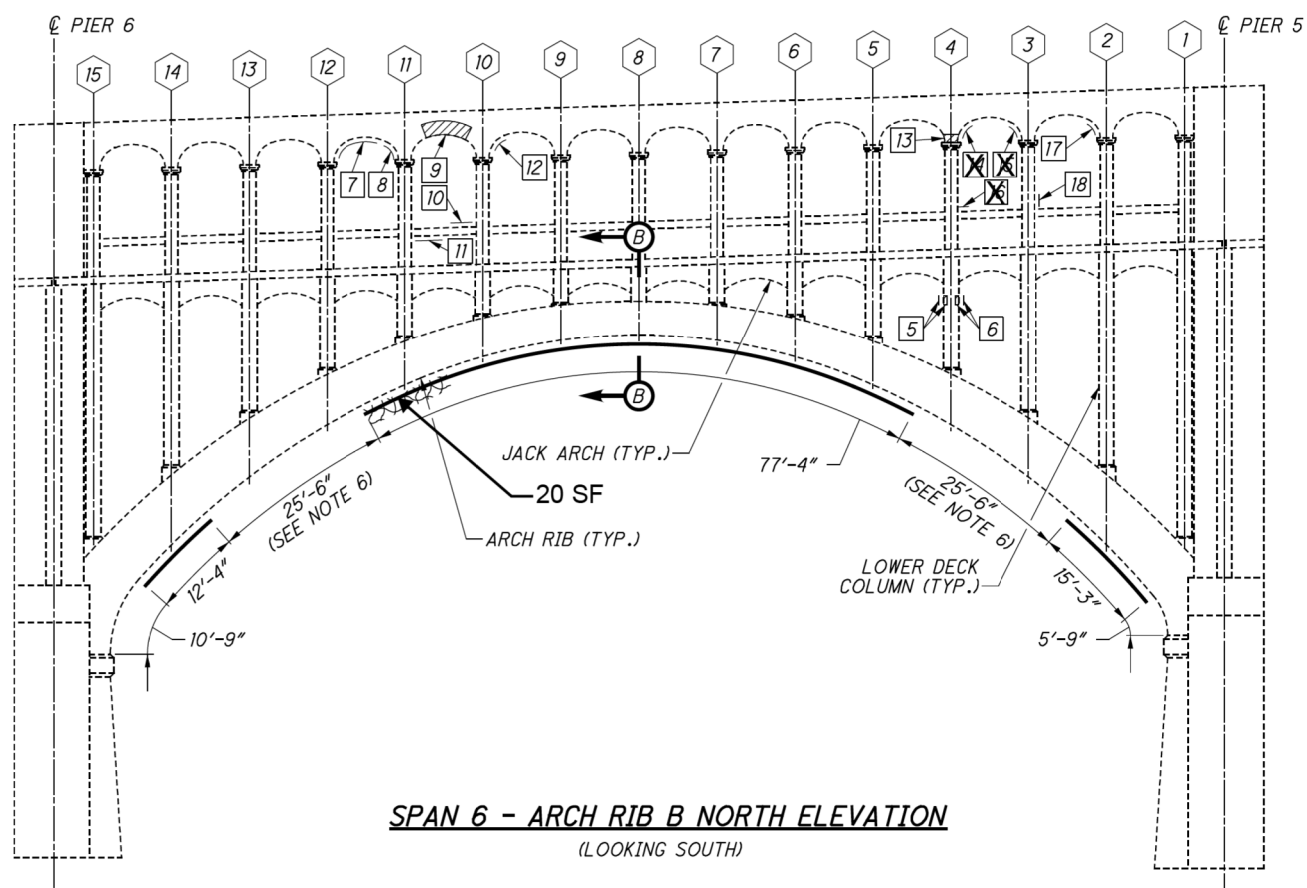 ℄ PIER 6
℄ PIER 5
15
14
13
12
11
10
9
8
7
6
5
4
3
2
1
7
8
9
10
11
12
13
17
18
B
5
6
B
JACK ARCH (TYP.)
77'-4"
20 SF
ARCH RIB (TYP.)
25'-6"
(SEE NOTE 6)
25'-6"
(SEE NOTE 6)
LOWER DECK
COLUMN (TYP.)
12'-4"
15'-3"
10'-9"
5'-9"
SPAN 6 - ARCH RIB B NORTH ELEVATION
(LOOKING SOUTH)